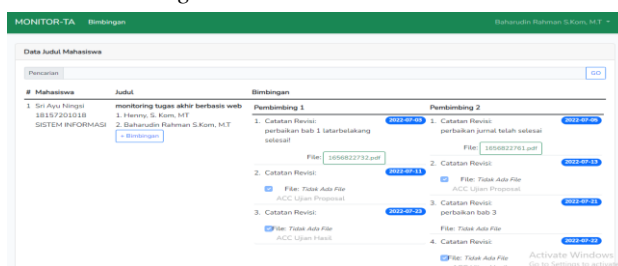 MONITOR-TA Bimbingan Baharudin Rahman S.Kom, M.T
Data Judul Mahasiswa
Pencarian GO
# Mahasiswa Judul Bimbingan
1 Sri Ayu Ningsi
18157201018
SISTEM INFORMASI
monitoring tugas akhir berbasis web
1. Henny, S. Kom, MT
2. Baharudin Rahman S.Kom, M.T
+ Bimbingan
Pembimbing 1
1. Catatan Revisi: 2022-07-03
perbaikan bab 1 latarbelakang
selesai!
File: 1656822732.pdf
2. Catatan Revisi: 2022-07-11
File: Tidak Ada File
ACC Ujian Proposal
3. Catatan Revisi: 2022-07-23
File: Tidak Ada File
ACC Ujian Hasil
Pembimbing 2
1. Catatan Revisi: 2022-07-05
perbaikan jurnal telah selesai
File: 1656822761.pdf
2. Catatan Revisi: 2022-07-13
File: Tidak Ada File
ACC Ujian Proposal
3. Catatan Revisi: 2022-07-21
perbaikan bab 3
File: Tidak Ada File
4. Catatan Revisi: 2022-07-22
File: Tidak Ada File
Activate Windows